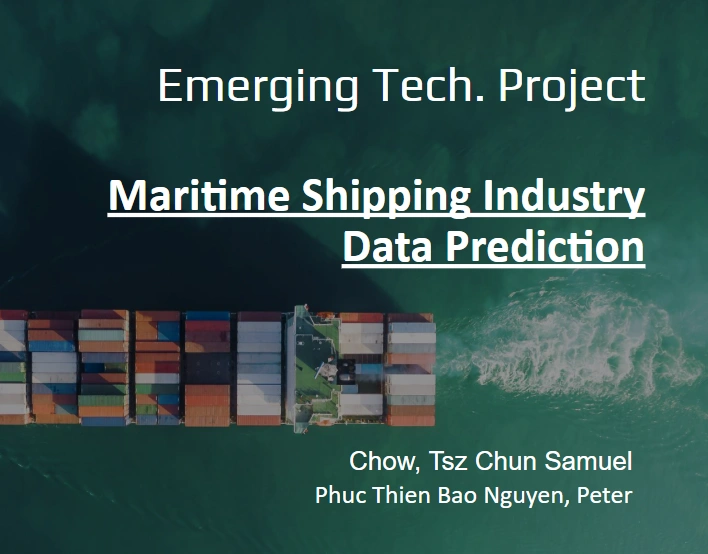 Emerging Tech. Project
Maritime Shipping Industry
Data Prediction
Chow, Tsz Chun Samuel
Phuc Thien Bao Nguyen, Peter